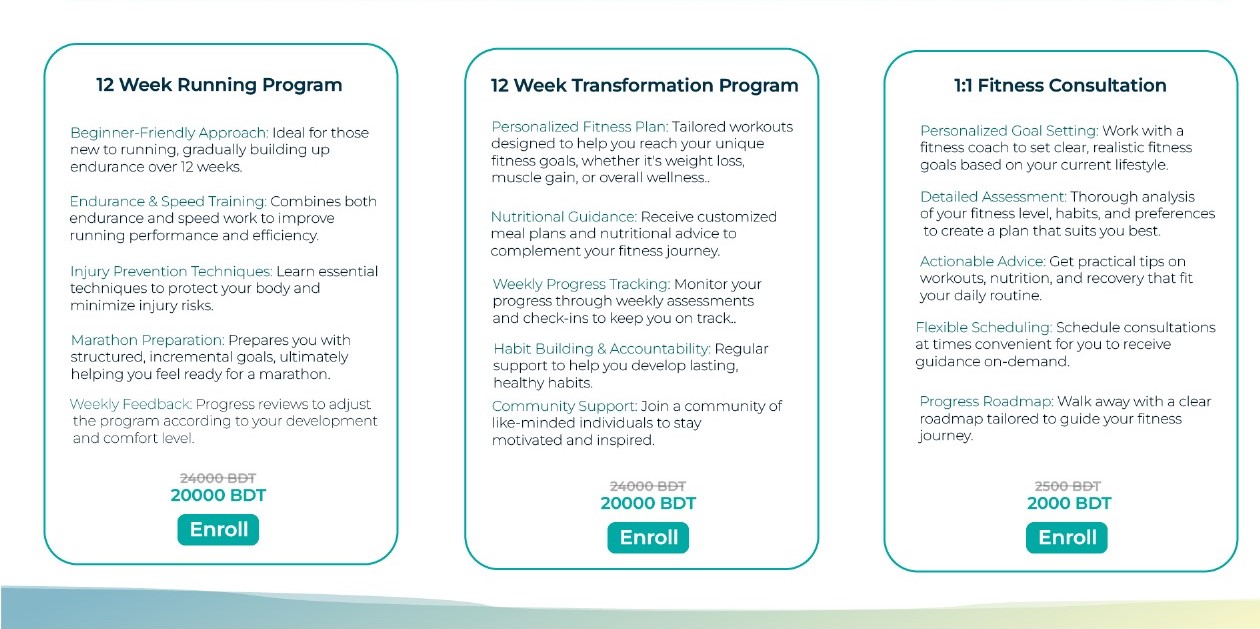 12 Week Running Program
Beginner-Friendly Approach: Ideal for those
new to running, gradually building up
endurance over 12 weeks.
Endurance & Speed Training: Combines both
endurance and speed work to improve
running performance and efficiency.
Injury Prevention Techniques: Learn essential
techniques to protect your body and
minimize injury risks.
Marathon Preparation: Prepares you with
structured, incremental goals, ultimately
helping you feel ready for a marathon.
Weekly Feedback: Progress reviews to adjust
the program according to your development
and comfort level.
24000 BDT
20000 BDT
Enroll
12 Week Transformation Program
Personalized Fitness Plan: Tailored workouts
designed to help you reach your unique
fitness goals, whether it's weight loss,
muscle gain, or overall wellness..
Nutritional Guidance: Receive customized
meal plans and nutritional advice to
complement your fitness journey.
Weekly Progress Tracking: Monitor your
progress through weekly assessments
and check-ins to keep you on track..
Habit Building & Accountability: Regular
support to help you develop lasting,
healthy habits.
Community Support: Join a community of
like-minded individuals to stay
motivated and inspired.
24000 BDT
20000 BDT
Enroll
1:1 Fitness Consultation
Personalized Goal Setting: Work with a
fitness coach to set clear, realistic fitness
goals based on your current lifestyle.
Detailed Assessment: Thorough analysis
of your fitness level, habits, and preferences
to create a plan that suits you best.
Actionable Advice: Get practical tips on
workouts, nutrition, and recovery that fit
your daily routine.
Flexible Scheduling: Schedule consultations
at times convenient for you to receive
guidance on-demand.
Progress Roadmap: Walk away with a clear
roadmap tailored to guide your fitness
journey.
2500 BDT
2000 BDT
Enroll